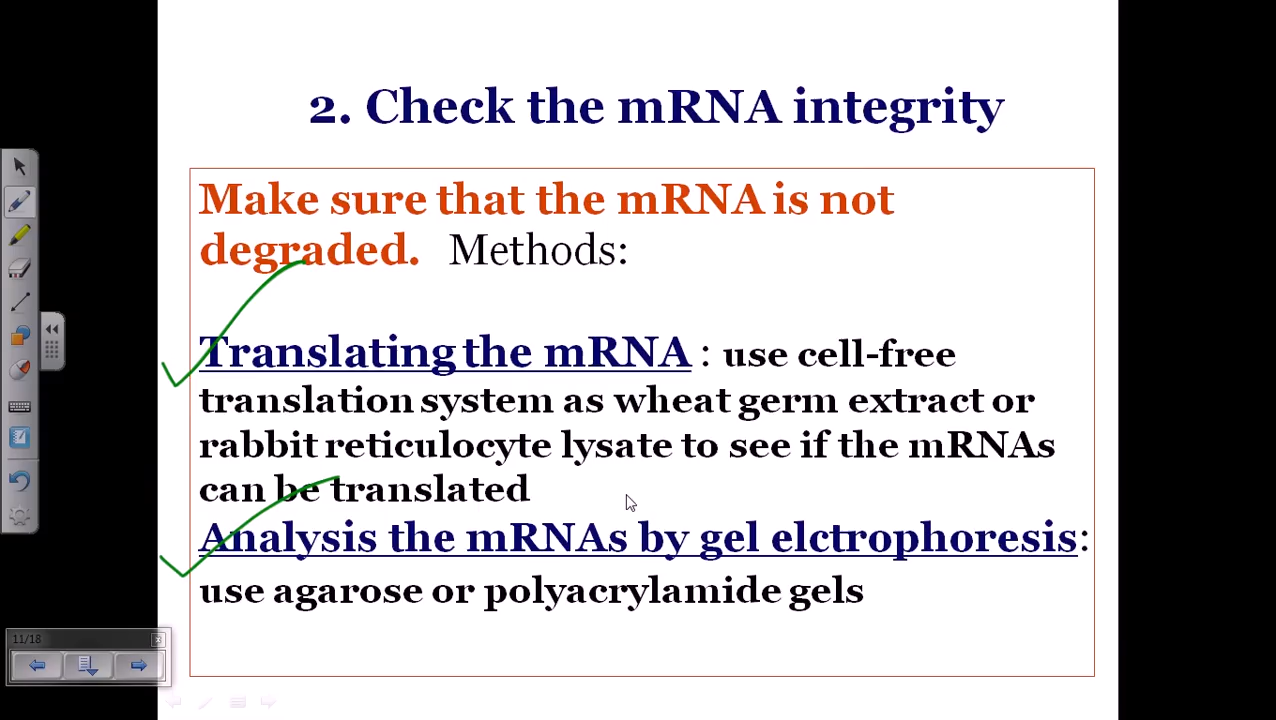 2. Check the mRNA integrity
Make sure that the mRNA is not
degraded. Methods:
Translating the mRNA : use cell-free
translation system as wheat germ extract or
rabbit reticulocyte lysate to see if the mRNAs
can be translated
Analysis the mRNAs by gel elctrophoresis:
use agarose or polyacrylamide gels
11/18